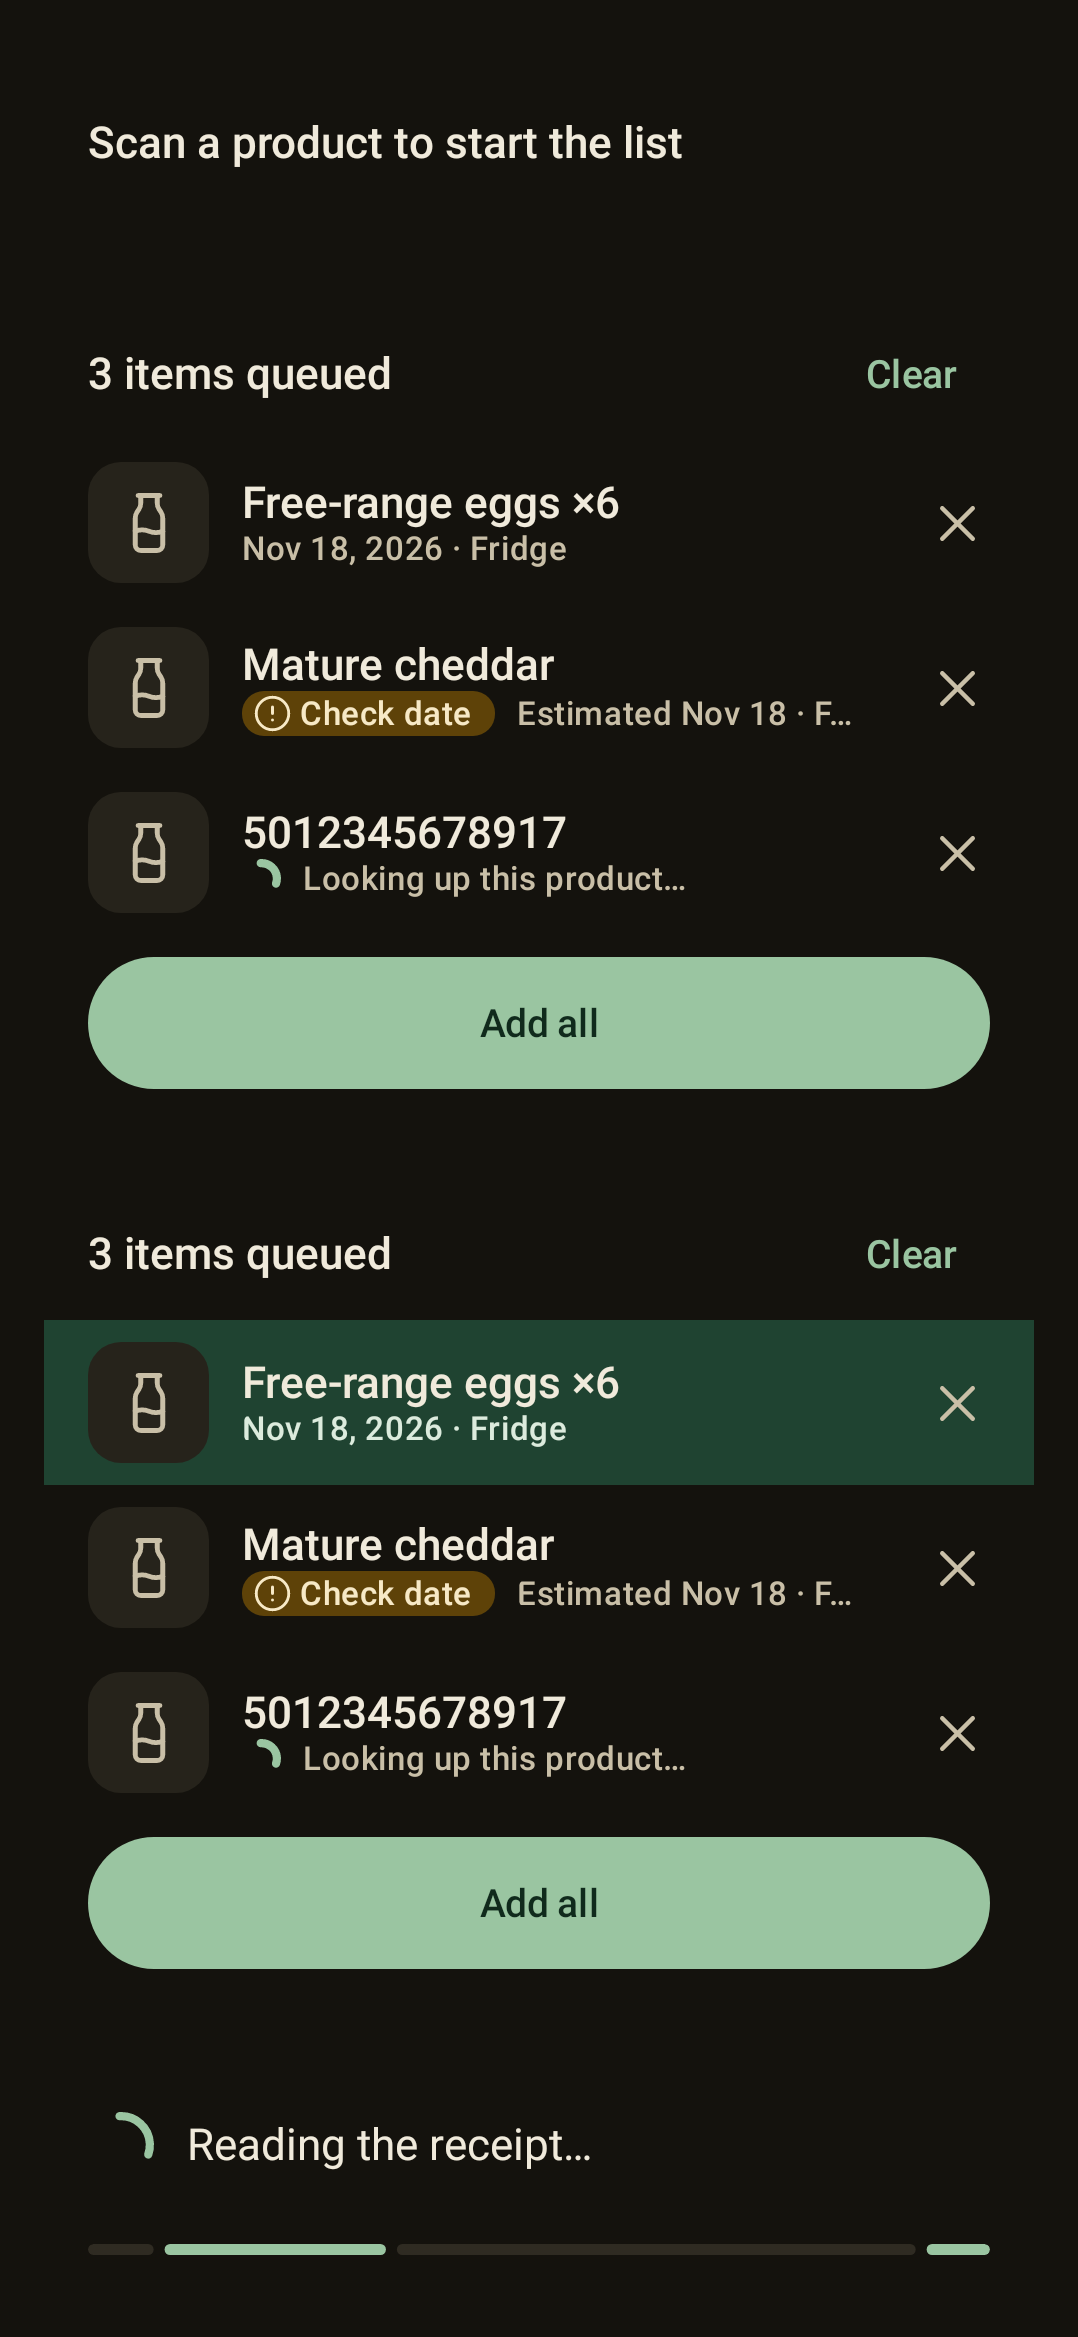 Scan a product to start the list
3 items queued
Clear
Free-range eggs ×6
Nov 18, 2026 · Fridge
Mature cheddar
Check date
Estimated Nov 18 · F…
5012345678917
Looking up this product…
Add all
3 items queued
Clear
Free-range eggs ×6
Nov 18, 2026 · Fridge
Mature cheddar
Check date
Estimated Nov 18 · F…
5012345678917
Looking up this product…
Add all
Reading the receipt…